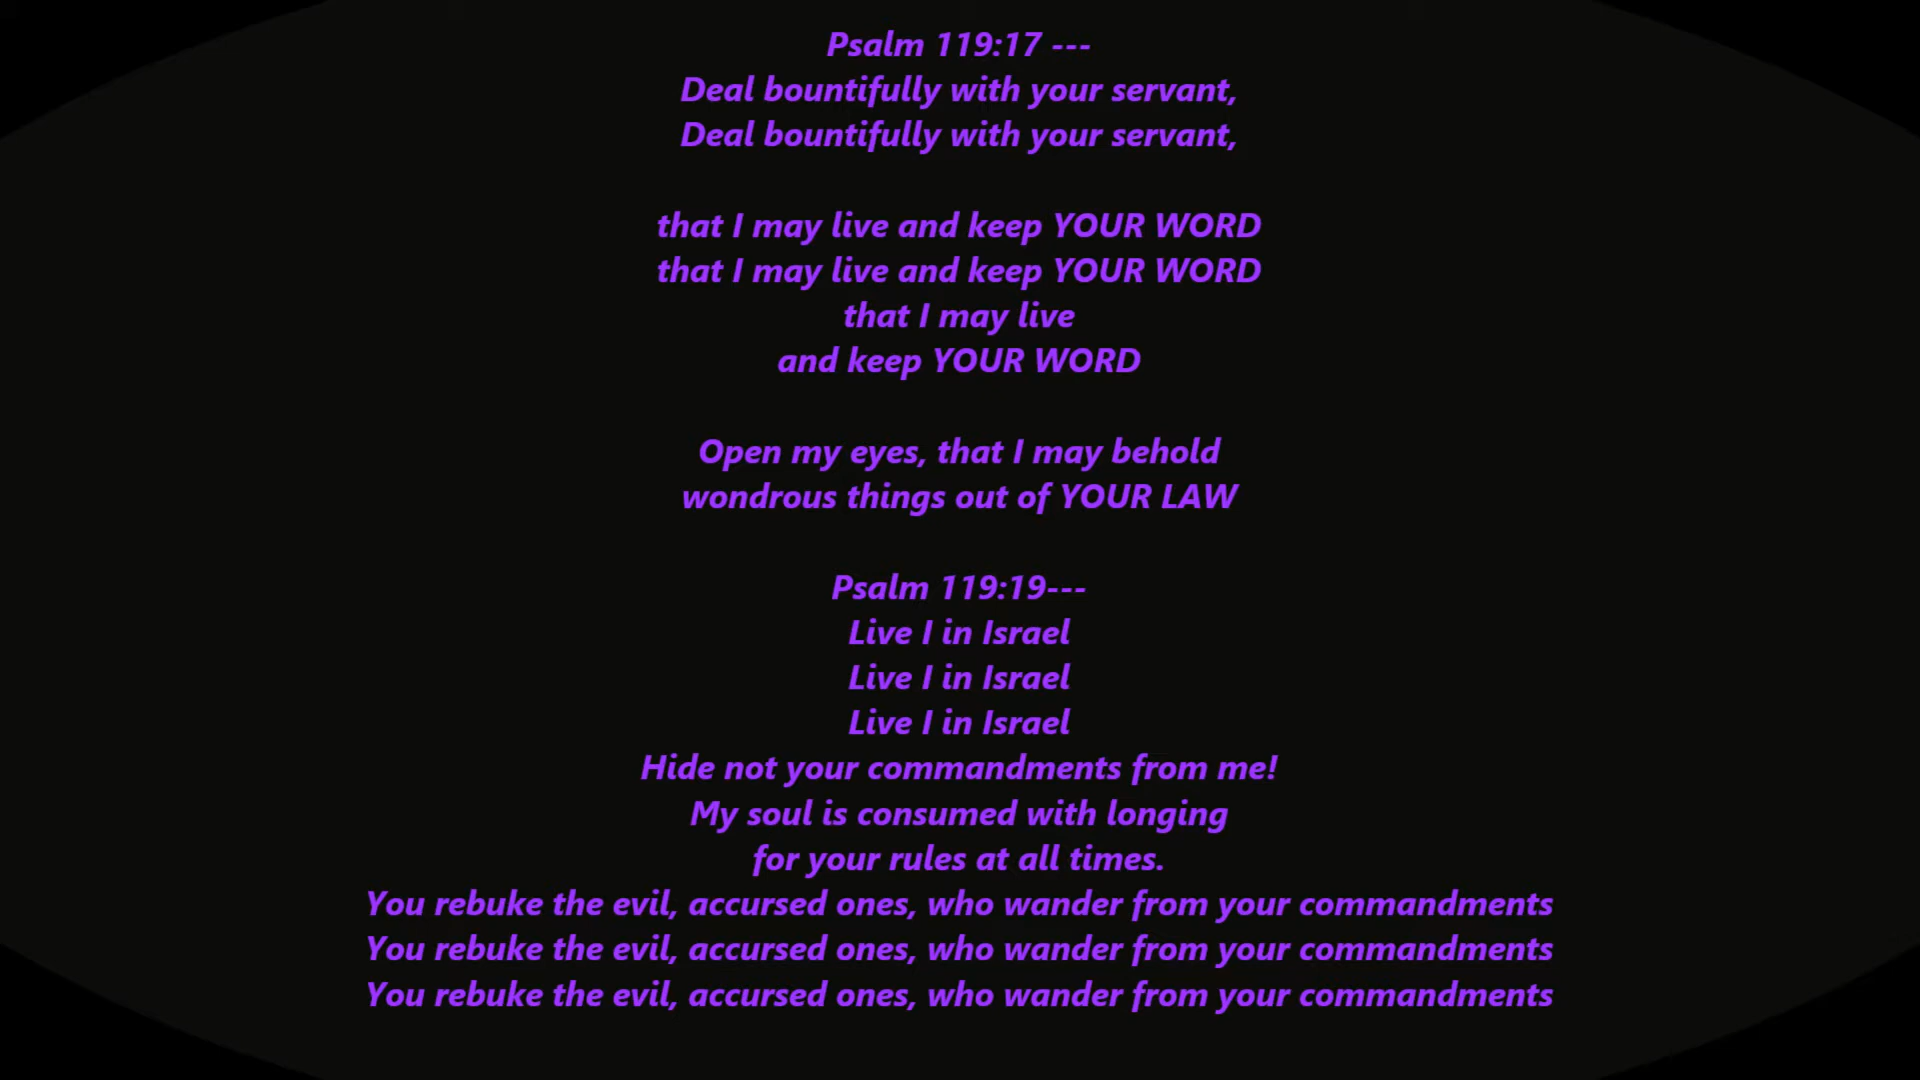 Psalm 119:17 ---
Deal bountifully with your servant,
Deal bountifully with your servant,
that I may live and keep YOUR WORD
that I may live and keep YOUR WORD
that I may live
and keep YOUR WORD
Open my eyes, that I may behold
wondrous things out of YOUR LAW
Psalm 119:19---
Live I in Israel
Live I in Israel
Live I in Israel
Hide not your commandments from me!
My soul is consumed with longing
for your rules at all times.
You rebuke the evil, accursed ones, who wander from your commandments
You rebuke the evil, accursed ones, who wander from your commandments
You rebuke the evil, accursed ones, who wander from your commandments